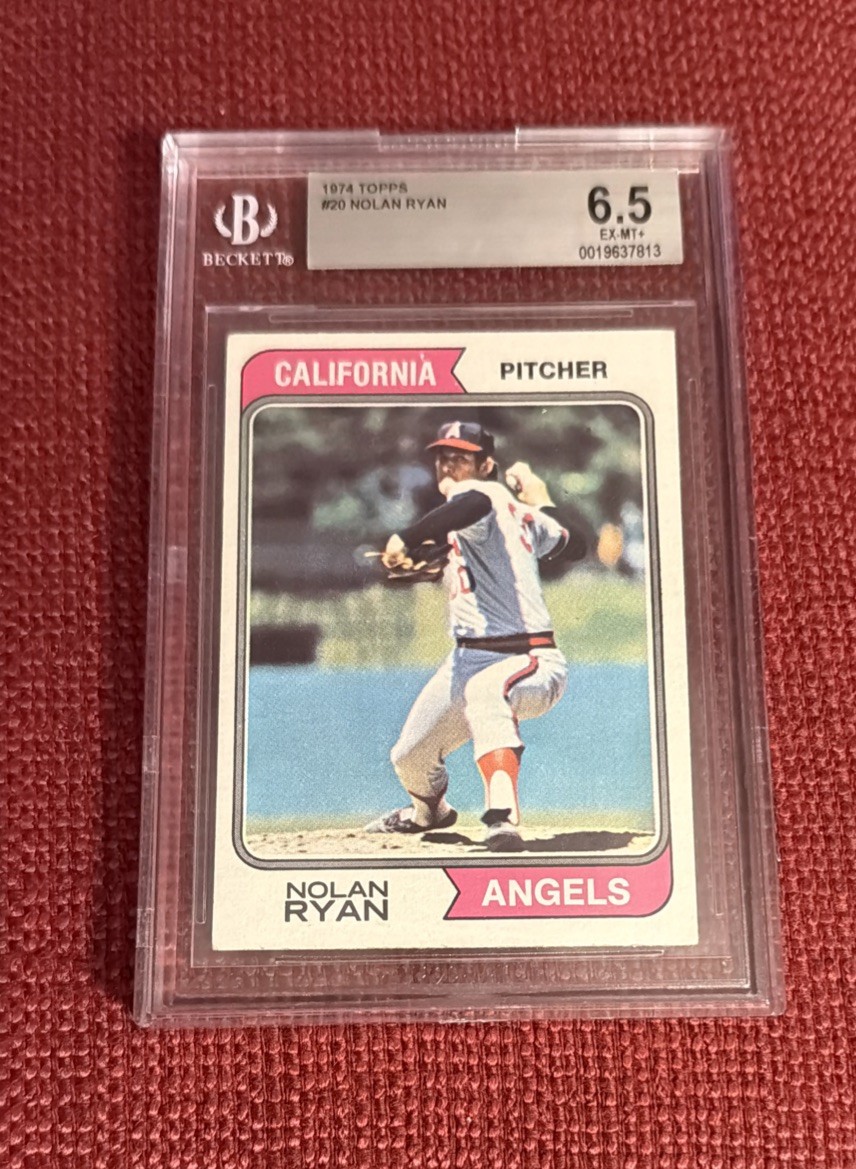 B
BECKETT®
1974 TOPPS
#20 NOLAN RYAN
6.5
EX-MT+
0019637813
CALIFORNIA
PITCHER
A
NOLAN
RYAN
ANGELS